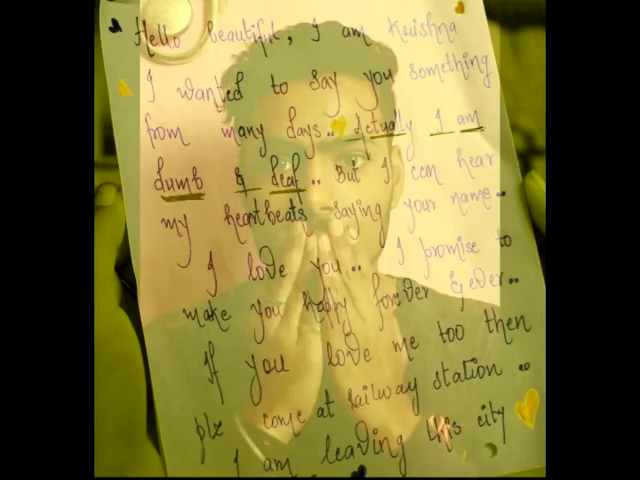 Hello beautiful, I am Krishna
I wanted to say you something
from many days.. Actually I am
dumb & deaf.. But I can hear
my heartbeats saying your name..
I love you.. I promise to
make you happy forever & ever..
If you love me too then
plz come at railway station ..
I am leaving this city